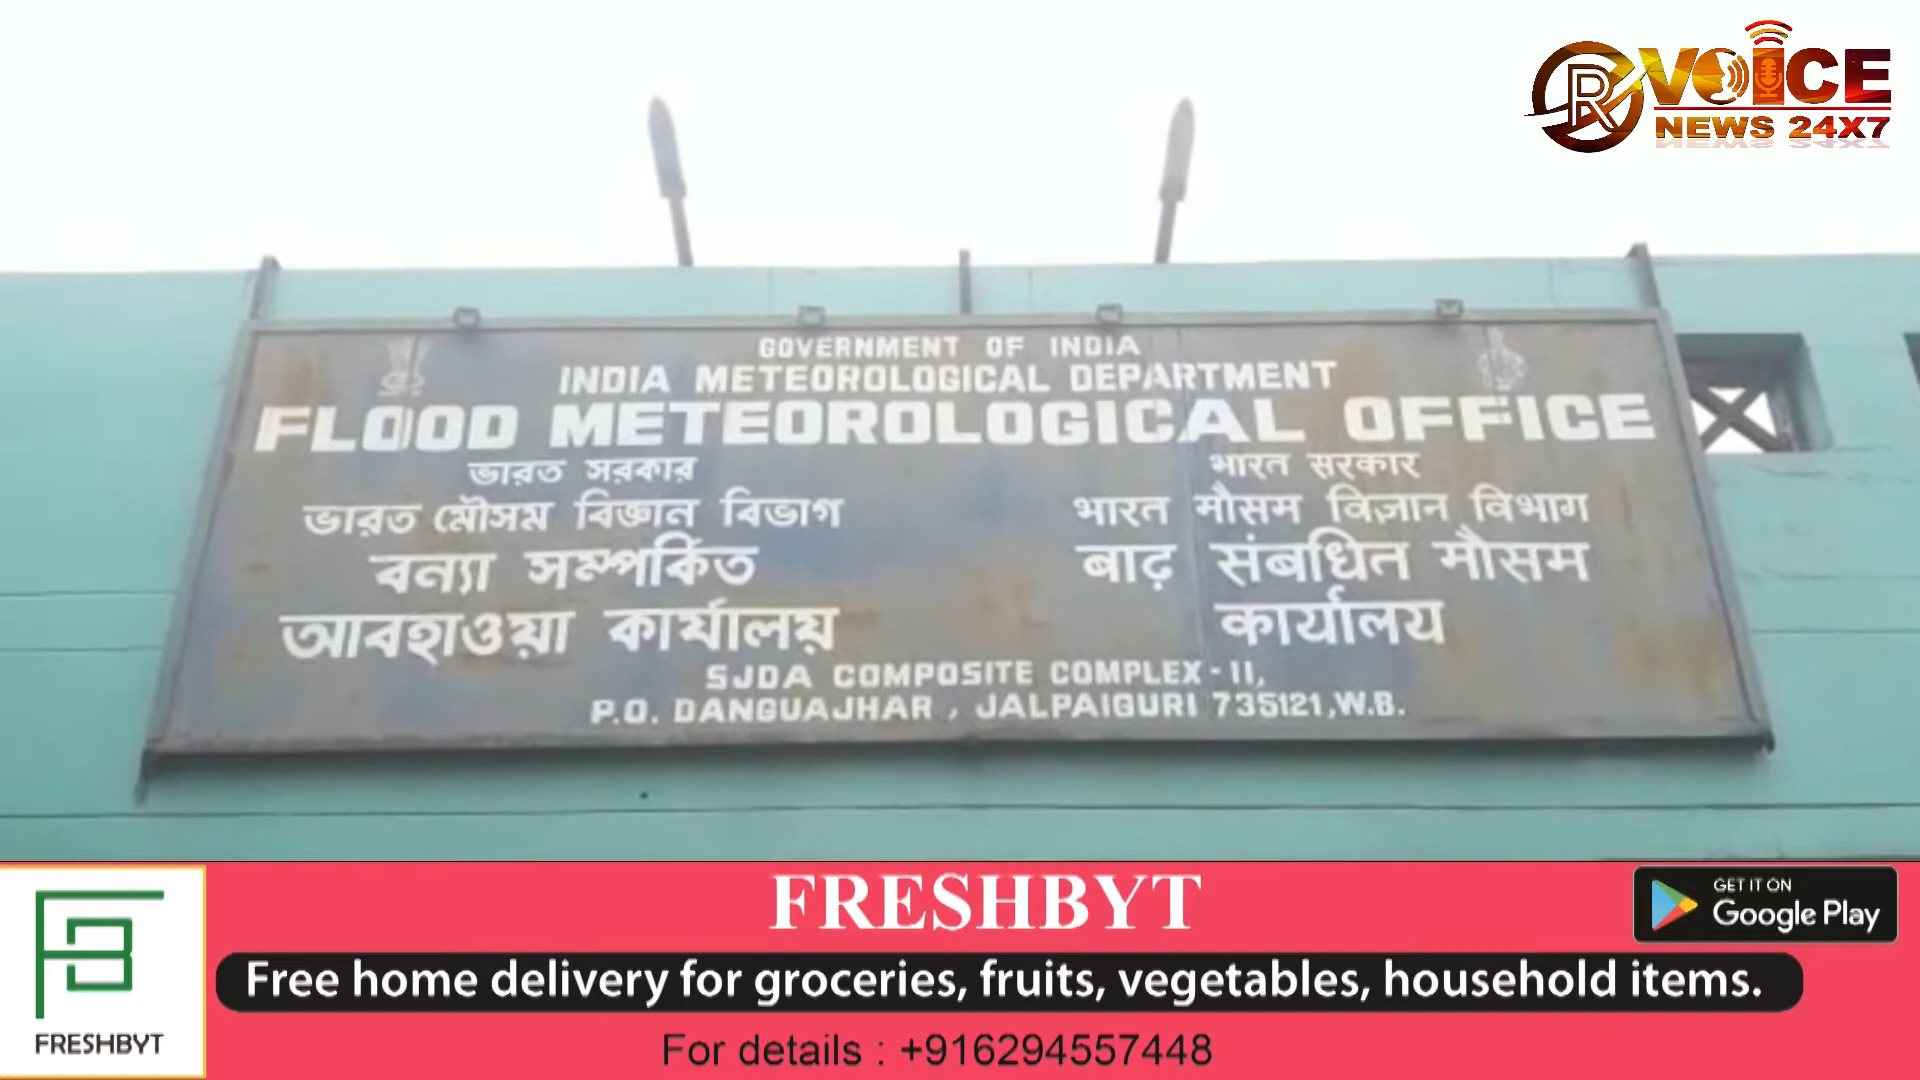 R VOICE
NEWS 24X7
GOVERNMENT OF INDIA
INDIA METEOROLOGICAL DEPARTMENT
FLOOD METEOROLOGICAL OFFICE
ভারত সরকার
ভারত মৌসম বিজ্ঞান বিভাগ
বন্যা সম্পর্কিত
আবহাওয়া কার্যালয়
भारत सरकार
भारत मौसम विज्ञान विभाग
बाढ़ संबधित मौसम
कार्यालय
SJDA COMPOSITE COMPLEX - II,
P.O. DANGUAJHAR , JALPAIGURI 735121,W.B.
FRESHBYT
FRESHBYT
GET IT ON
Google Play
Free home delivery for groceries, fruits, vegetables, household items.
For details : +916294557448